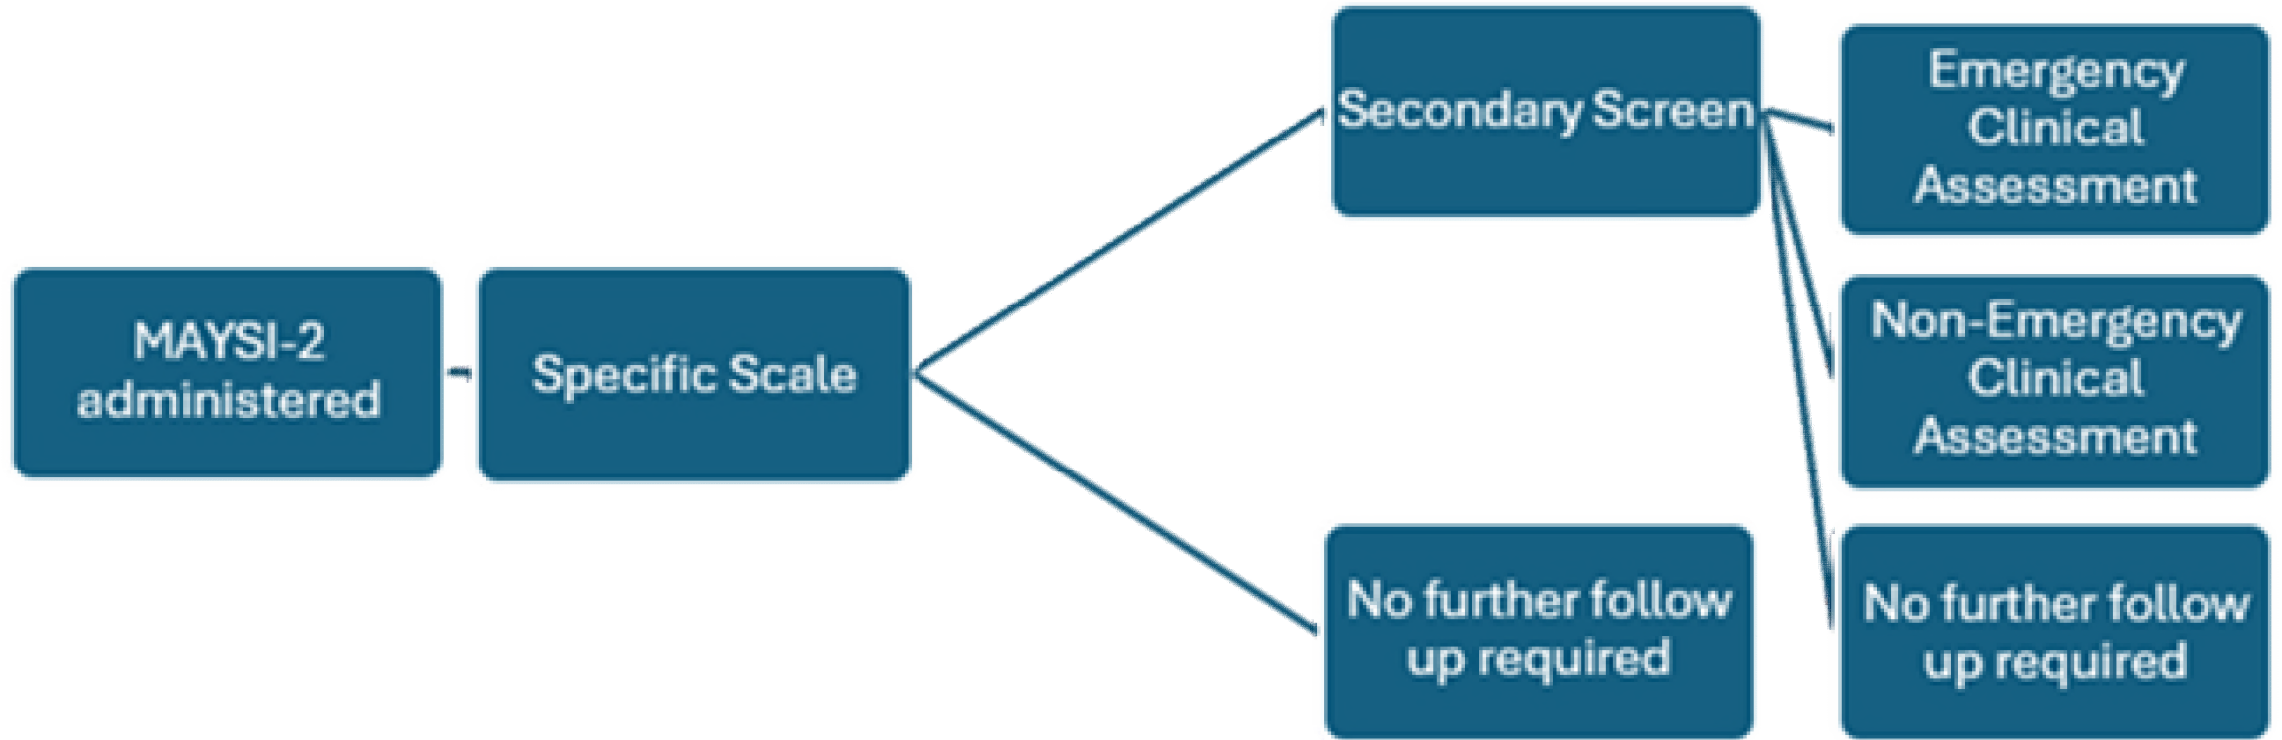 MAYSI-2
administered
Specific Scale
Secondary Screen
No further follow
up required
Emergency
Clinical
Assessment
Non-Emergency
Clinical
Assessment
No further follow
up required